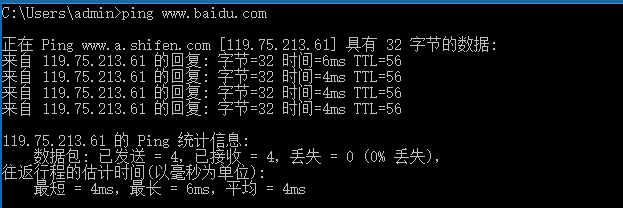 C:\Users\admin>ping www.baidu.com
正在 Ping www.a.shifen.com [119.75.213.61] 具有 32 字节的数据:
来自 119.75.213.61 的回复: 字节=32 时间=6ms TTL=56
来自 119.75.213.61 的回复: 字节=32 时间=4ms TTL=56
来自 119.75.213.61 的回复: 字节=32 时间=4ms TTL=56
来自 119.75.213.61 的回复: 字节=32 时间=4ms TTL=56
119.75.213.61 的 Ping 统计信息:
数据包: 已发送 = 4，已接收 = 4，丢失 = 0 (0% 丢失)，
往返行程的估计时间(以毫秒为单位):
最短 = 4ms，最长 = 6ms，平均 = 4ms